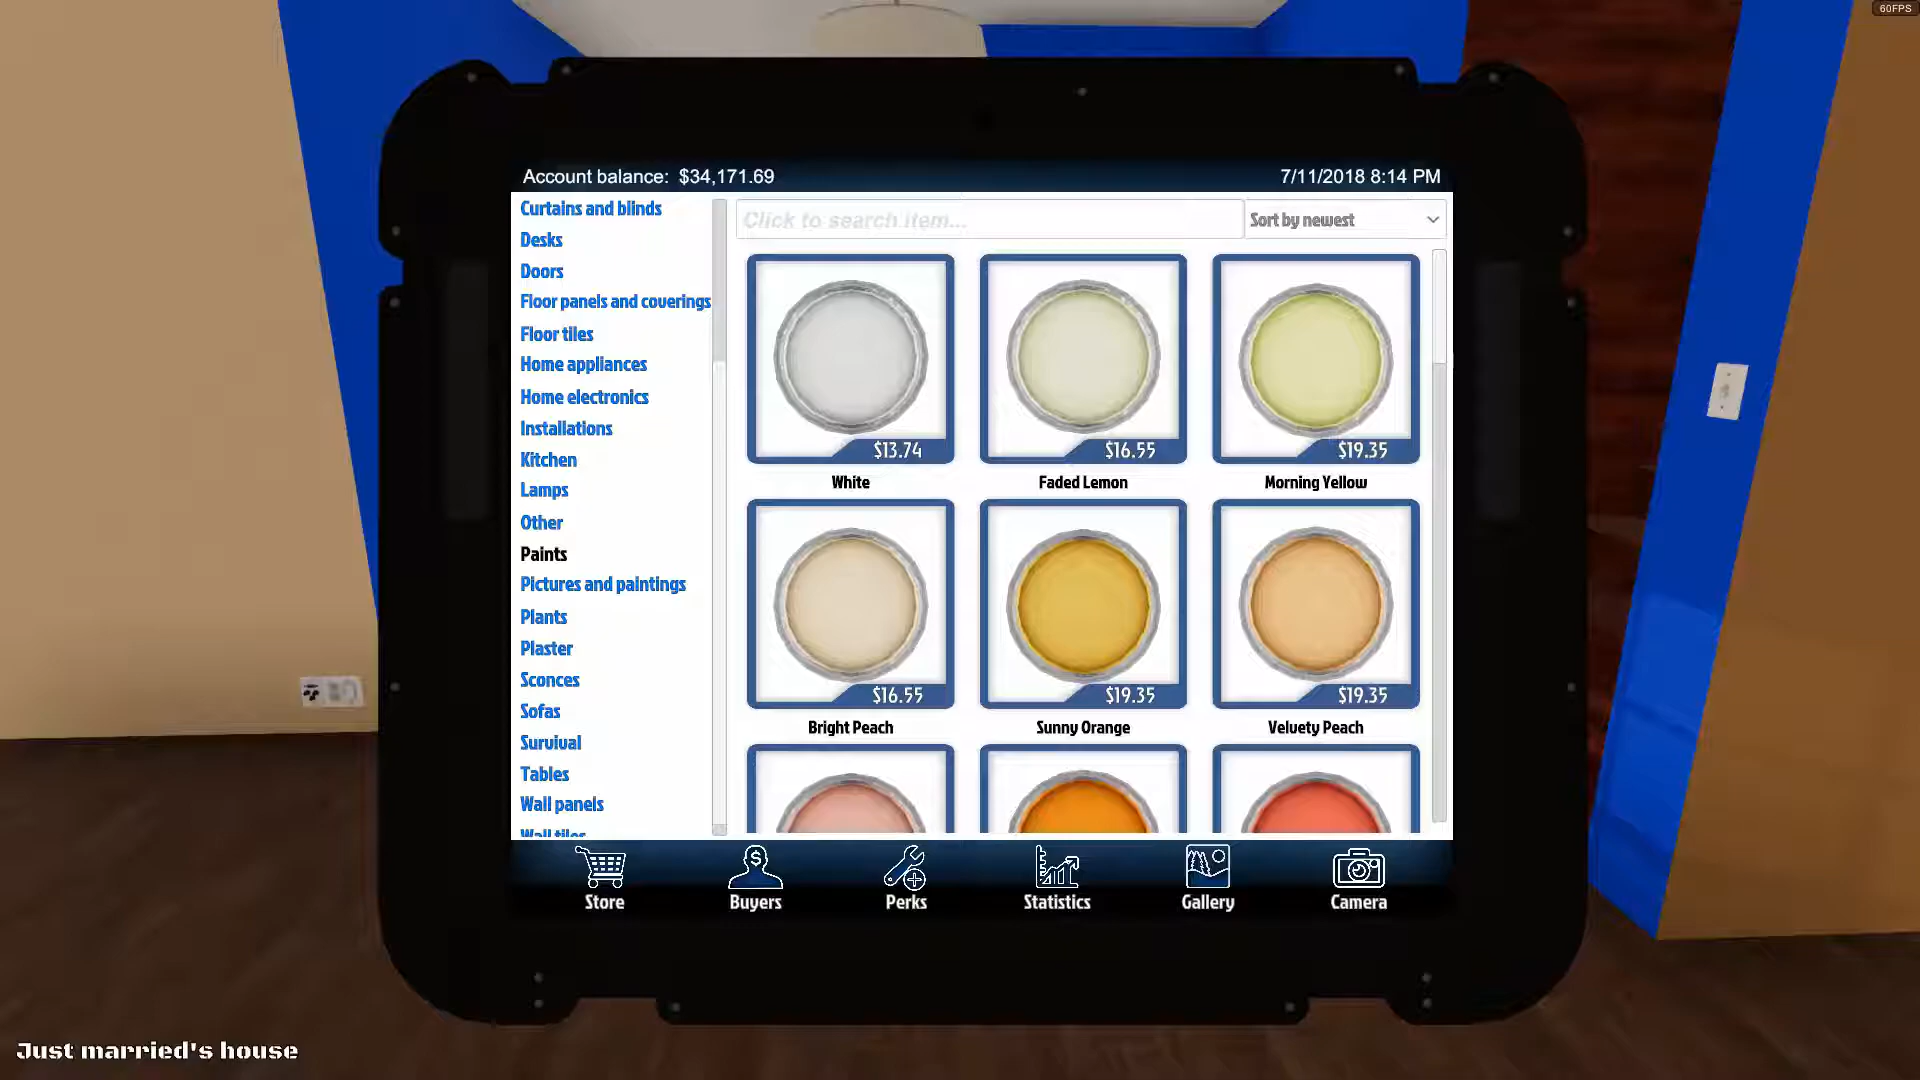 60FPS
Account balance: $34,171.69
7/11/2018 8:14 PM
Curtains and blinds
Desks
Doors
Floor panels and coverings
Floor tiles
Home appliances
Home electronics
Installations
Kitchen
Lamps
Other
Paints
Pictures and paintings
Plants
Plaster
Sconces
Sofas
Survival
Tables
Wall panels
Wall tiles
Click to search item...
Sort by newest
$13.74
$16.55
$19.35
White
Faded Lemon
Morning Yellow
$16.55
$19.35
$19.35
Bright Peach
Sunny Orange
Velvety Peach
Store
Buyers
Perks
Statistics
Gallery
Camera
Just married's house